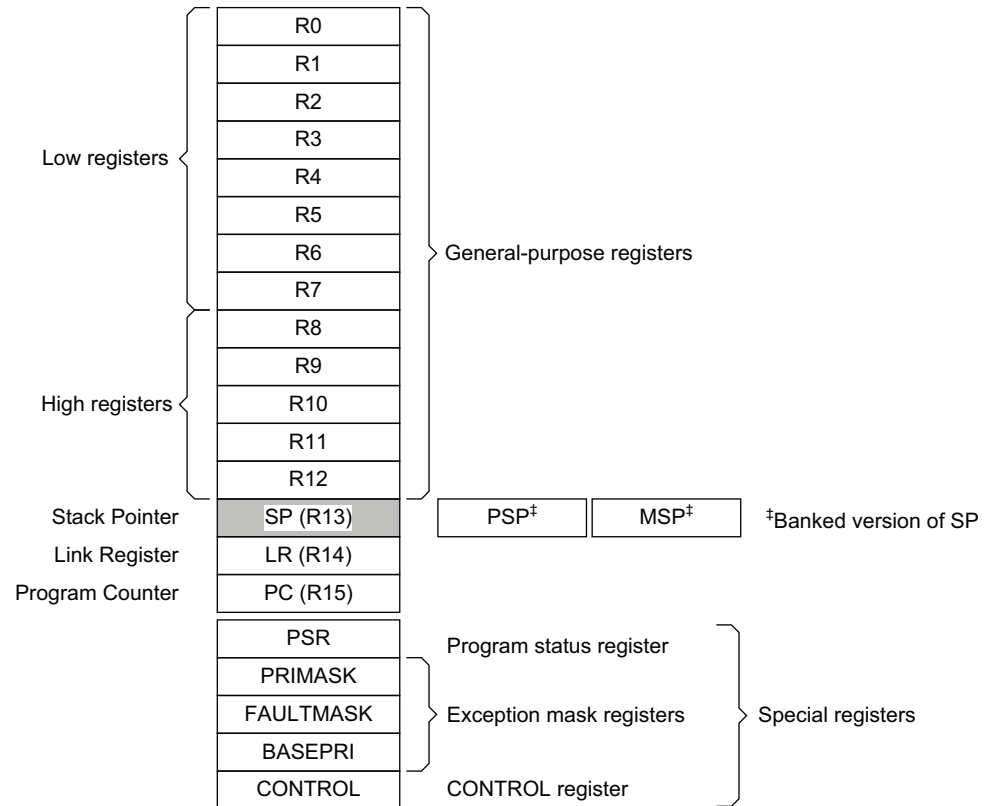 R0
R1
R2
R3
Low registers
R4
R5
R6
General-purpose registers
R7
R8
R9
High registers
R10
R11
R12
Stack Pointer
SP (R13)
PSP‡
MSP‡
‡Banked version of SP
Link Register
LR (R14)
Program Counter
PC (R15)
PSR
Program status register
PRIMASK
FAULTMASK
Exception mask registers
Special registers
BASEPRI
CONTROL
CONTROL register